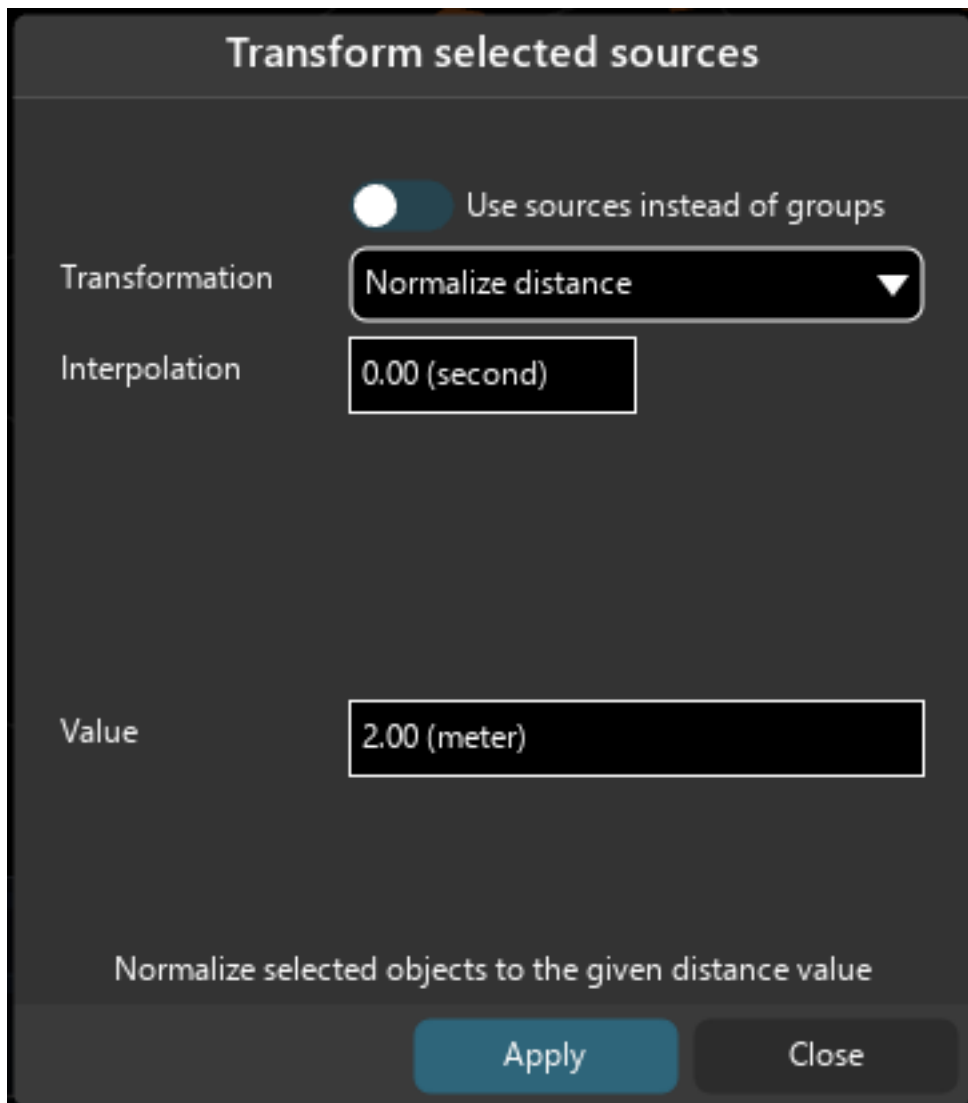 Transform selected sources
Use sources instead of groups
Transformation
Normalize distance
Interpolation
0.00 (second)
Value
2.00 (meter)
Normalize selected objects to the given distance value
Apply
Close